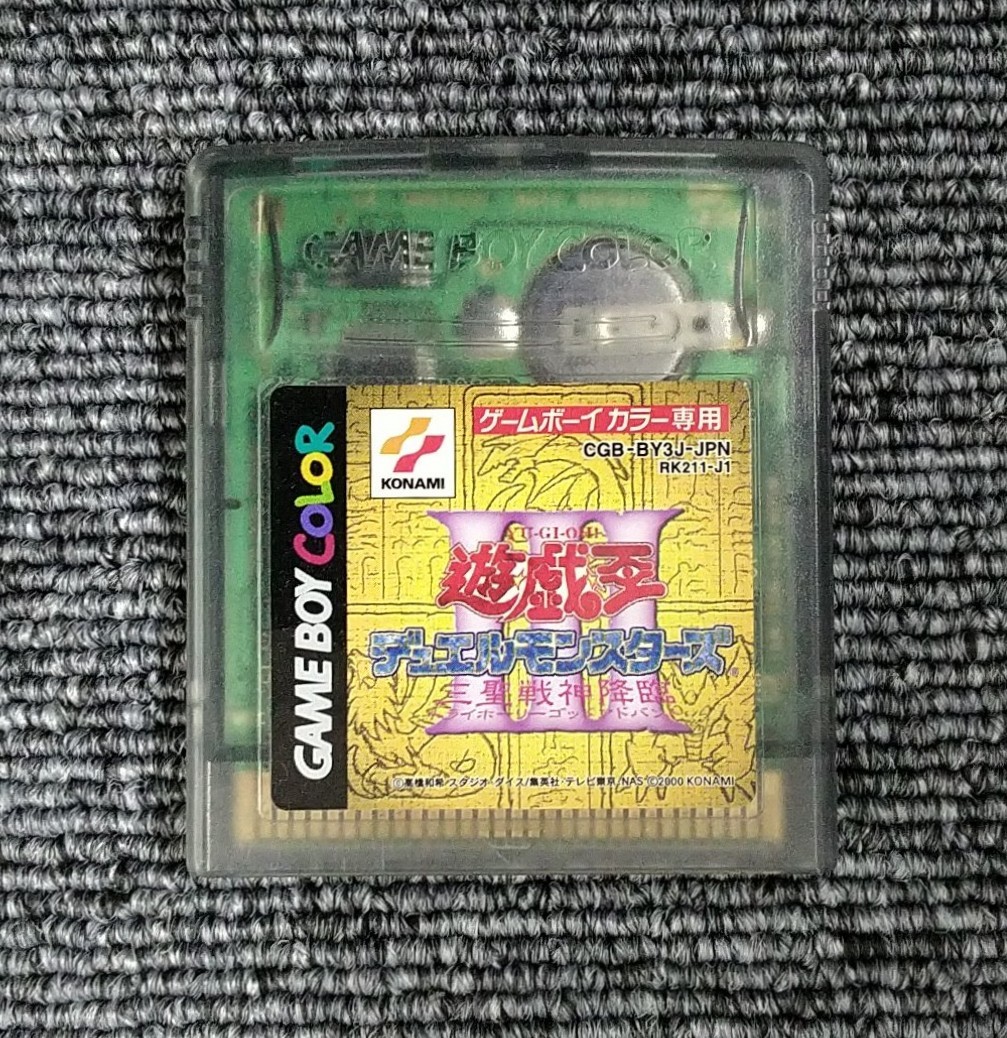 GAME BOY COLOR
GAME BOY COLOR
KONAMI
ゲームボーイカラー専用
CGB-BY3J-JPN
RK211-J1
YU-GI-OH!
遊戯王
デュエルモンスターズ®
III
三聖戦神降臨
©高橋和希 スタジオ・ダイス/集英社・テレビ東京/NAS ©2000 KONAMI